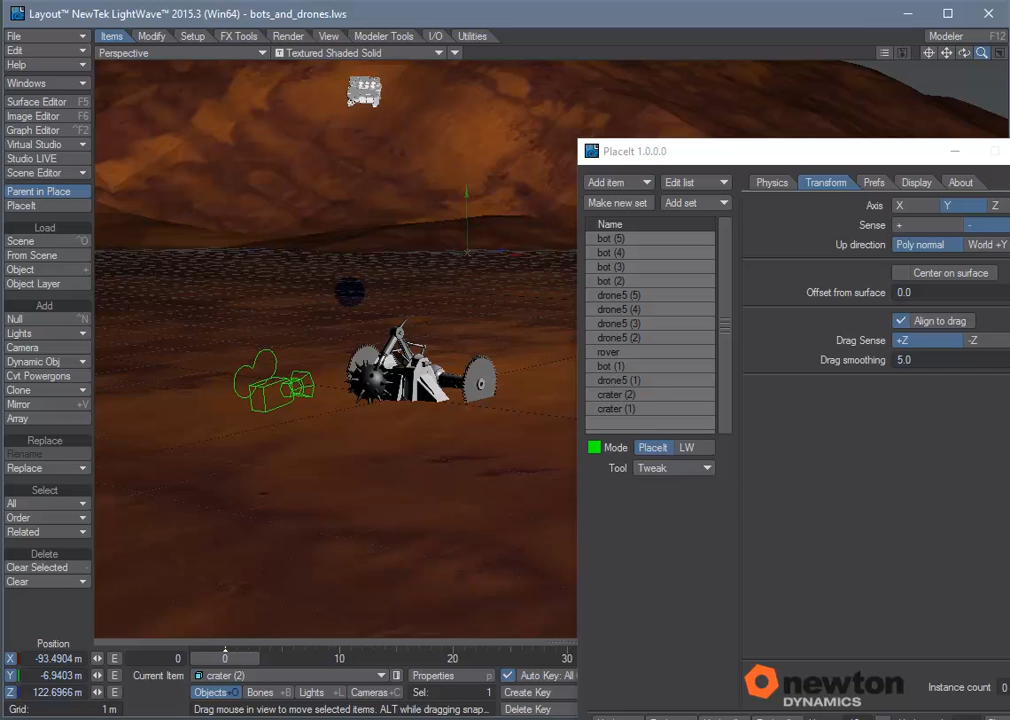 Layout™ NewTek LightWave™ 2015.3 (Win64) - bots_and_drones.lws
File Items Modify Setup FX Tools Render View Modeler Tools I/O Utilities Modeler F12
Edit Perspective Textured Shaded Solid
Help
Windows
Surface Editor F5
Image Editor F6
Graph Editor ^F2
Virtual Studio
Studio LIVE
Scene Editor
Parent in Place
PlaceIt
Load
Scene ^O
From Scene
Object +
Object Layer
Add
Null ^N
Lights
Camera
Dynamic Obj
Cvt Powergons
Clone
Mirror +V
Array
Replace
Rename
Replace
Select
All
Order
Related
Delete
Clear Selected -
Clear
PlaceIt 1.0.0.0
Add item Edit list
Make new set Add set
Name
bot (5)
bot (4)
bot (3)
bot (2)
drone5 (5)
drone5 (4)
drone5 (3)
drone5 (2)
rover
bot (1)
drone5 (1)
crater (2)
crater (1)
Mode PlaceIt LW
Tool Tweak
Physics Transform Prefs Display About
Axis X Y Z
Sense + -
Up direction Poly normal World +Y
Center on surface
Offset from surface 0.0
Align to drag
Drag Sense +Z -Z
Drag smoothing 5.0
newton
DYNAMICS
Instance count 0
Position
X -93.4904 m E 0 0 10 20 30
Y -6.9403 m E Current Item crater (2) Properties p Auto Key: All
Z 122.6966 m E Objects+O Bones +B Lights +L Cameras+C Sel: 1 Create Key
Grid: 1 m Drag mouse in view to move selected items. ALT while dragging snap... Delete Key